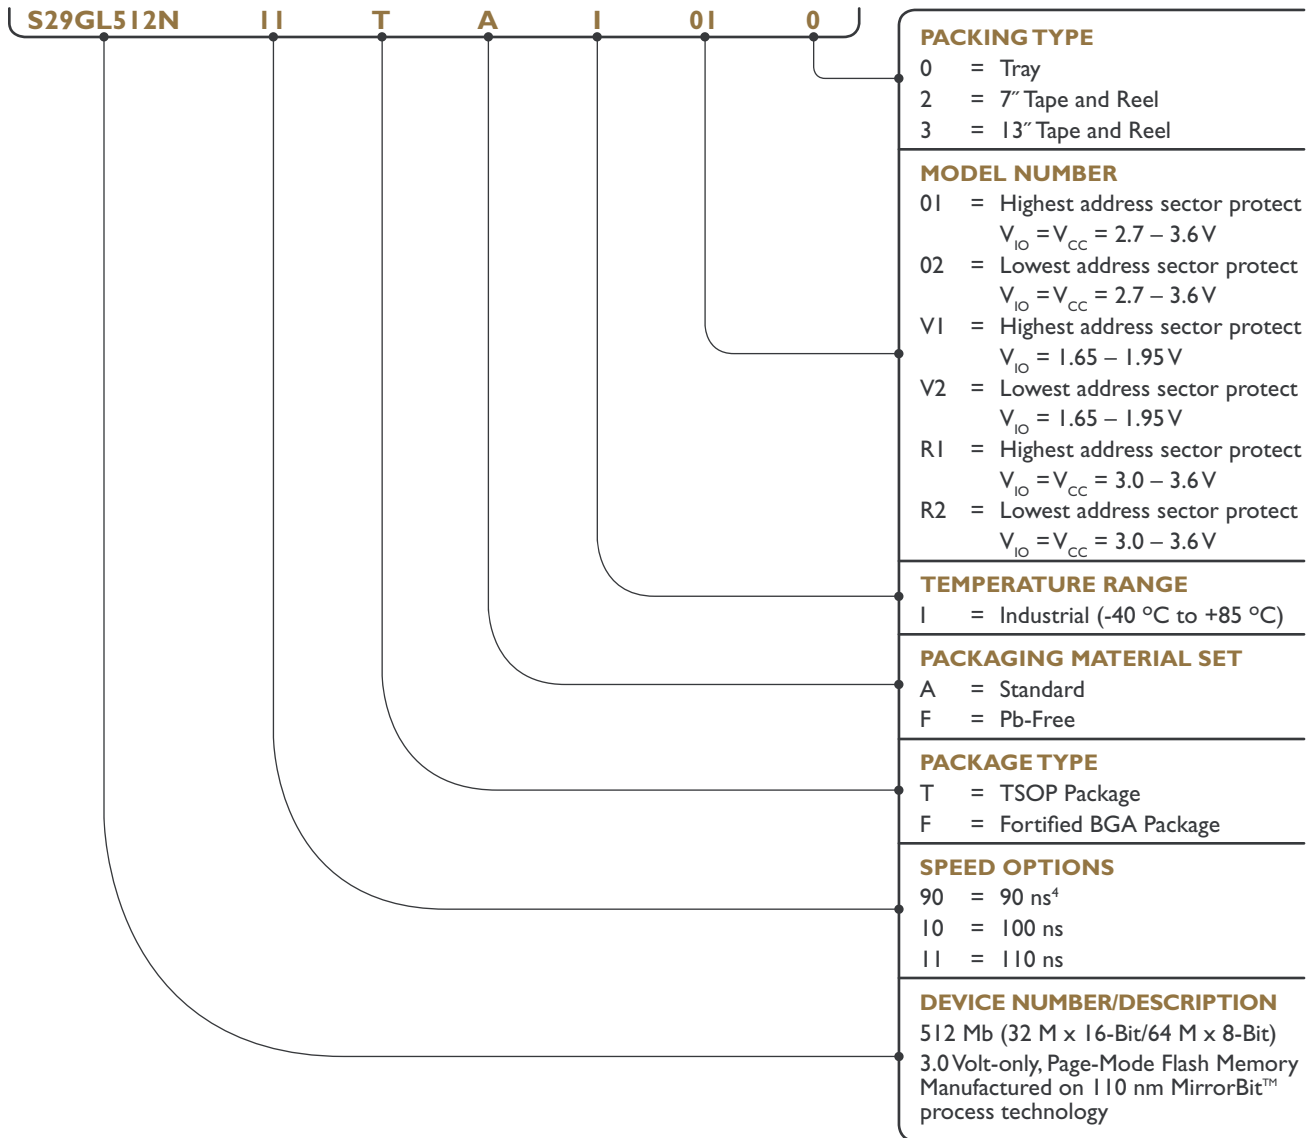 S29GL512N 11 T A I 01 0
PACKING TYPE
0 = Tray
2 = 7˝ Tape and Reel
3 = 13˝ Tape and Reel
MODEL NUMBER
01 = Highest address sector protect
VIO = VCC = 2.7 – 3.6 V
02 = Lowest address sector protect
VIO = VCC = 2.7 – 3.6 V
V1 = Highest address sector protect
VIO = 1.65 – 1.95 V
V2 = Lowest address sector protect
VIO = 1.65 – 1.95 V
R1 = Highest address sector protect
VIO = VCC = 3.0 – 3.6 V
R2 = Lowest address sector protect
VIO = VCC = 3.0 – 3.6 V
TEMPERATURE RANGE
I = Industrial (-40 ºC to +85 ºC)
PACKAGING MATERIAL SET
A = Standard
F = Pb-Free
PACKAGE TYPE
T = TSOP Package
F = Fortified BGA Package
SPEED OPTIONS
90 = 90 ns⁴
10 = 100 ns
11 = 110 ns
DEVICE NUMBER/DESCRIPTION
512 Mb (32 M x 16-Bit/64 M x 8-Bit)
3.0 Volt-only, Page-Mode Flash Memory
Manufactured on 110 nm MirrorBit™
process technology